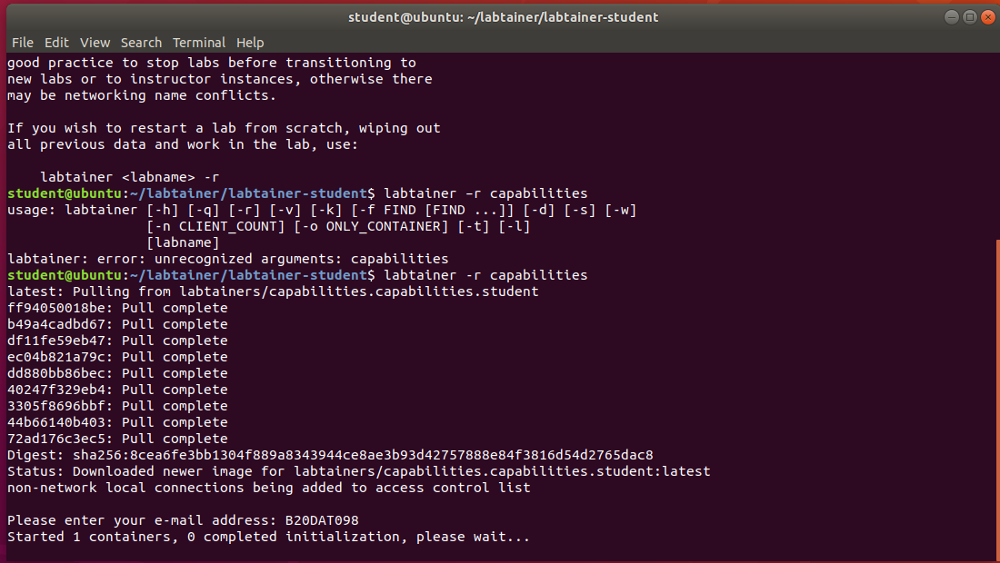 student@ubuntu: ~/labtainer/labtainer-student
File Edit View Search Terminal Help
good practice to stop labs before transitioning to
new labs or to instructor instances, otherwise there
may be networking name conflicts.
If you wish to restart a lab from scratch, wiping out
all previous data and work in the lab, use:
labtainer <labname> -r
student@ubuntu:~/labtainer/labtainer-student$ labtainer –r capabilities
usage: labtainer [-h] [-q] [-r] [-v] [-k] [-f FIND [FIND ...]] [-d] [-s] [-w]
[-n CLIENT_COUNT] [-o ONLY_CONTAINER] [-t] [-l]
[labname]
labtainer: error: unrecognized arguments: capabilities
student@ubuntu:~/labtainer/labtainer-student$ labtainer -r capabilities
latest: Pulling from labtainers/capabilities.capabilities.student
ff94050018be: Pull complete
b49a4cadbd67: Pull complete
df11fe59eb47: Pull complete
ec04b821a79c: Pull complete
dd880bb86bec: Pull complete
40247f329eb4: Pull complete
3305f8696bbf: Pull complete
44b66140b403: Pull complete
72ad176c3ec5: Pull complete
Digest: sha256:8cea6fe3bb1304f889a8343944ce8ae3b93d42757888e84f3816d54d2765dac8
Status: Downloaded newer image for labtainers/capabilities.capabilities.student:latest
non-network local connections being added to access control list
Please enter your e-mail address: B20DAT098
Started 1 containers, 0 completed initialization, please wait...